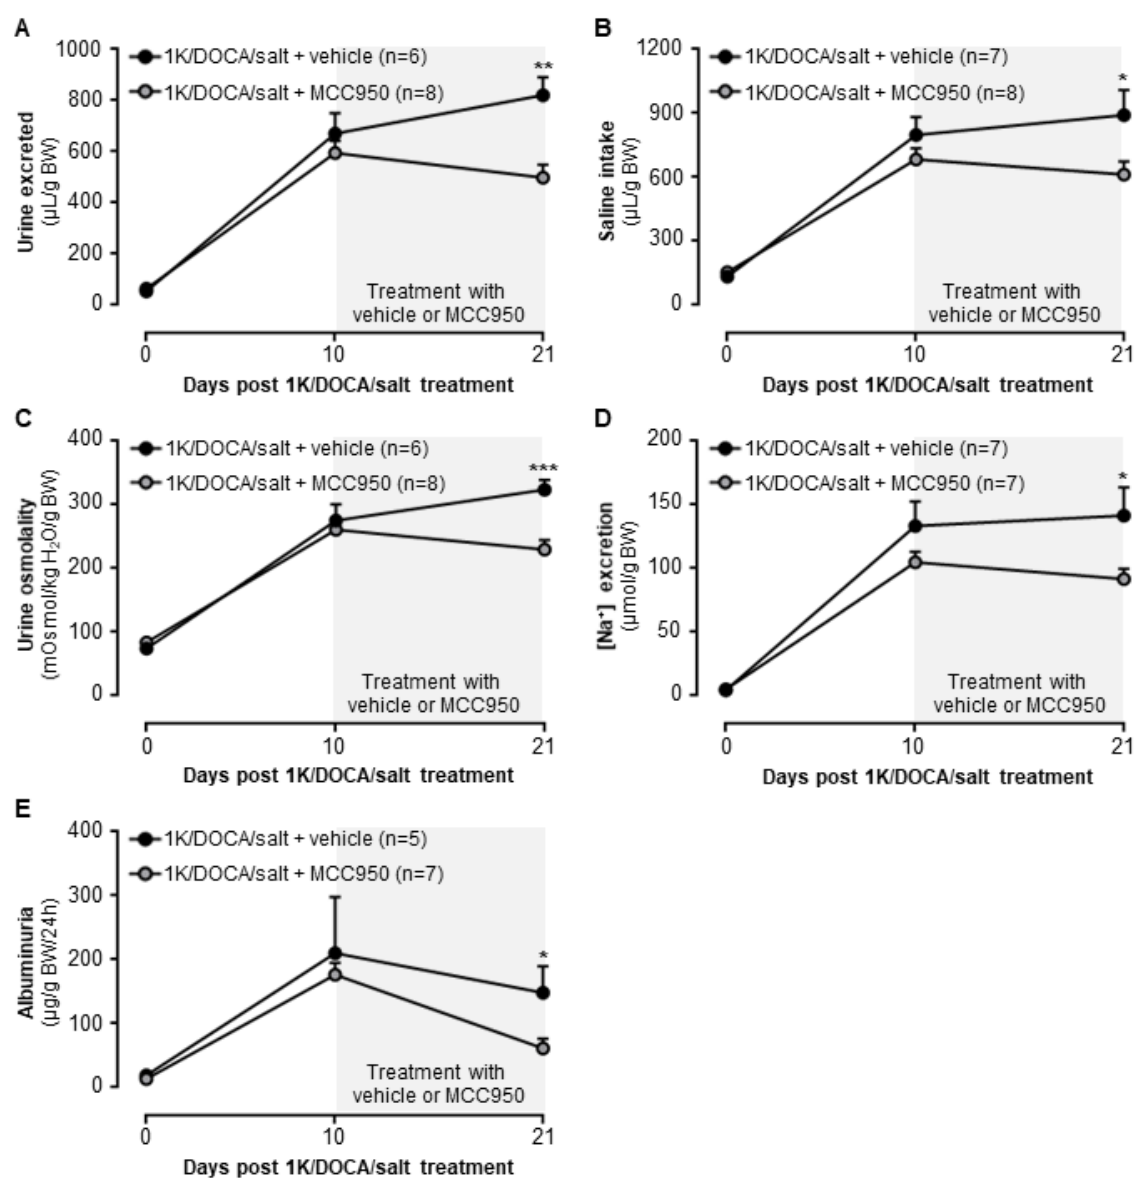 A
1000
800
600
400
200
0
Urine excreted
(µL/g BW)
1K/DOCA/salt + vehicle (n=6)
1K/DOCA/salt + MCC950 (n=8)
**
Treatment with
vehicle or MCC950
0 10 21
Days post 1K/DOCA/salt treatment
B
1200
900
600
300
0
Saline intake
(µL/g BW)
1K/DOCA/salt + vehicle (n=7)
1K/DOCA/salt + MCC950 (n=8)
*
Treatment with
vehicle or MCC950
0 10 21
Days post 1K/DOCA/salt treatment
C
400
300
200
100
0
Urine osmolality
(mOsmol/kg H₂O/g BW)
1K/DOCA/salt + vehicle (n=6)
1K/DOCA/salt + MCC950 (n=8)
***
Treatment with
vehicle or MCC950
0 10 21
Days post 1K/DOCA/salt treatment
D
200
150
100
50
0
[Na⁺] excretion
(µmol/g BW)
1K/DOCA/salt + vehicle (n=7)
1K/DOCA/salt + MCC950 (n=7)
*
Treatment with
vehicle or MCC950
0 10 21
Days post 1K/DOCA/salt treatment
E
400
300
200
100
0
Albuminuria
(µg/g BW/24h)
1K/DOCA/salt + vehicle (n=5)
1K/DOCA/salt + MCC950 (n=7)
*
Treatment with
vehicle or MCC950
0 10 21
Days post 1K/DOCA/salt treatment